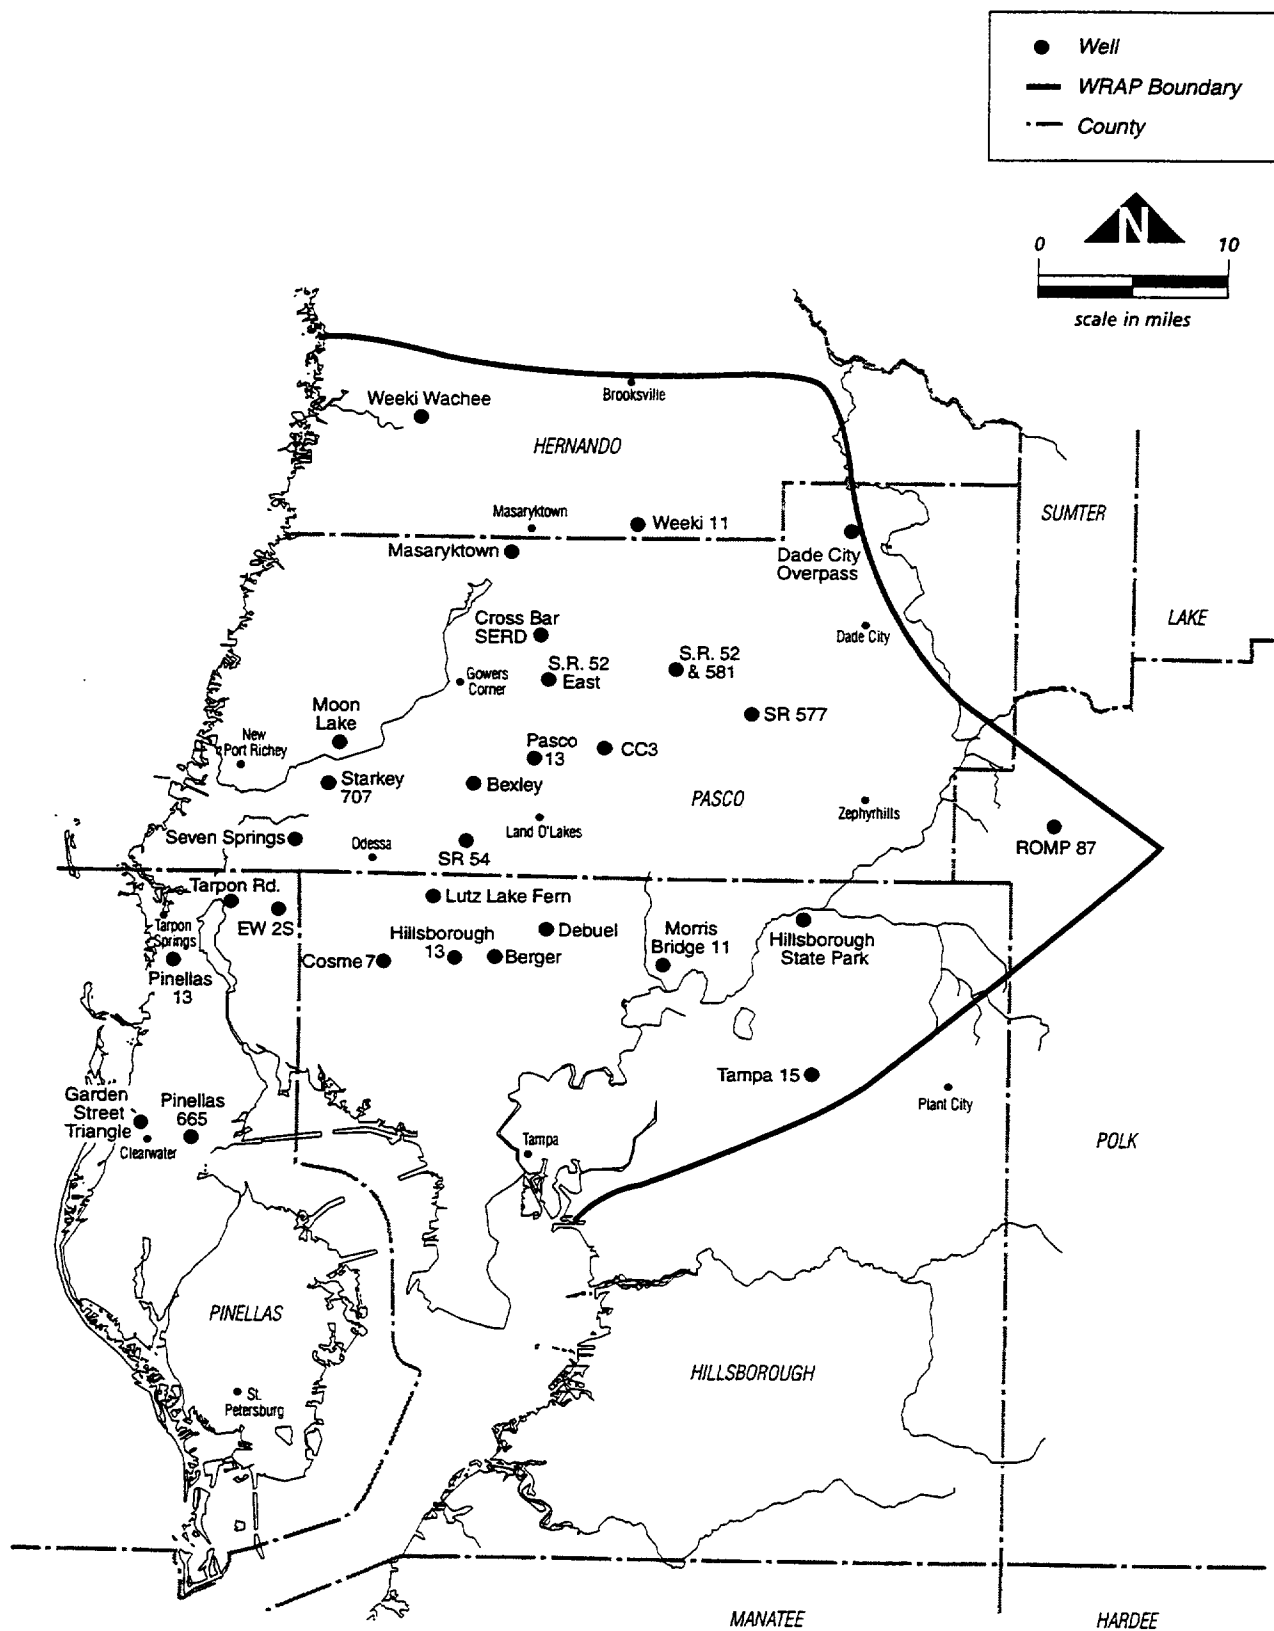 Well
WRAP Boundary
County
N
0 10
scale in miles
Brooksville
Weeki Wachee
HERNANDO
Masaryktown
Weeki 11
SUMTER
Masaryktown
Dade City
Overpass
Cross Bar
SERD
Dade City
LAKE
S.R. 52
East
S.R. 52
& 581
Gowers
Corner
Moon
Lake
SR 577
New
Port Richey
Pasco
13
CC3
Starkey
707
Bexley
PASCO
Zephyrhills
Land O'Lakes
Seven Springs
Odessa
SR 54
ROMP 87
Tarpon Rd.
Lutz Lake Fern
EW 2S
Tarpon
Springs
Hillsborough
13
Debuel
Morris
Bridge 11
Hillsborough
State Park
Cosme 7
Berger
Pinellas
13
Tampa 15
Garden
Street
Triangle
Pinellas
665
Plant City
Clearwater
Tampa
POLK
PINELLAS
HILLSBOROUGH
St.
Petersburg
MANATEE
HARDEE